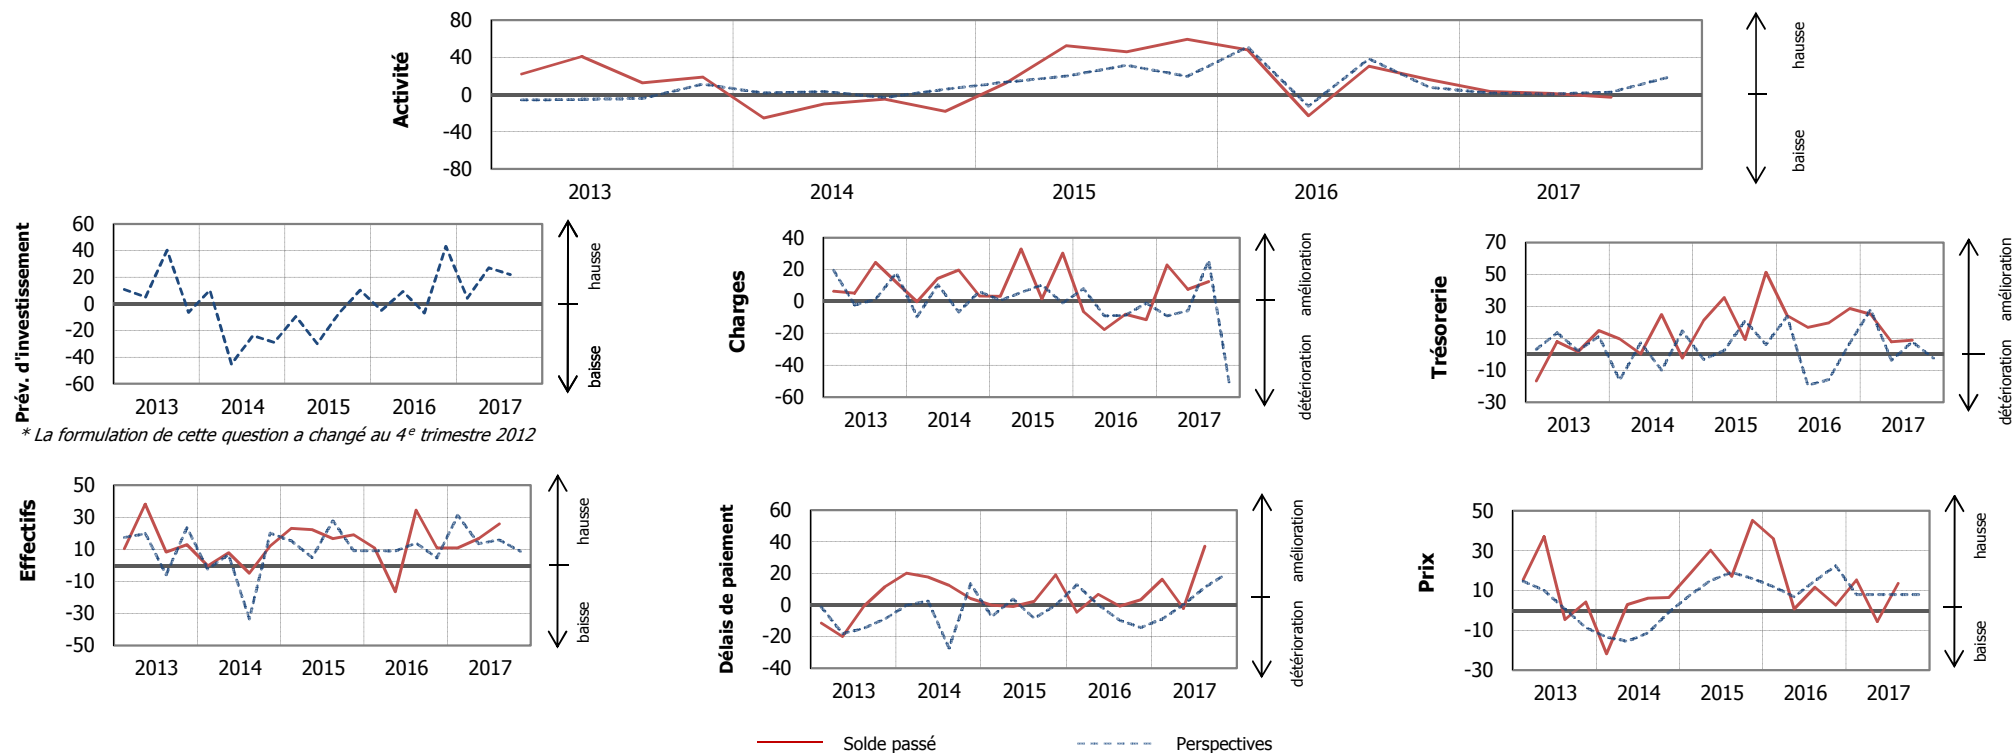 Activité
80
40
0
-40
-80
2013 2014 2015 2016 2017
hausse
baisse
Prév. d'investissement
60
40
20
0
-20
-40
-60
2013 2014 2015 2016 2017
hausse
baisse
* La formulation de cette question a changé au 4e trimestre 2012
Charges
40
20
0
-20
-40
-60
2013 2014 2015 2016 2017
amélioration
détérioration
Trésorerie
70
50
30
10
-10
-30
2013 2014 2015 2016 2017
amélioration
détérioration
Effectifs
50
30
10
-10
-30
-50
2013 2014 2015 2016 2017
hausse
baisse
Délais de paiement
60
40
20
0
-20
-40
2013 2014 2015 2016 2017
amélioration
détérioration
Prix
50
30
10
-10
-30
2013 2014 2015 2016 2017
hausse
baisse
Solde passé Perspectives